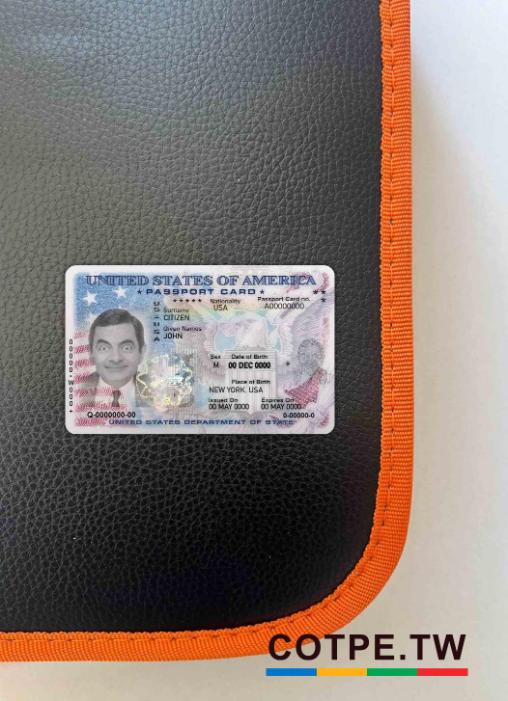 UNITED STATES OF AMERICA
★ PASSPORT CARD ★
Nationality
USA
Passport Card no.
A00000000
Surname
CITIZEN
Given Names
JOHN
USA
Sex
M
Date of Birth
00 DEC 0000
Place of Birth
NEW YORK. USA
Issued On
00 MAY 0000
Expires On
00 MAY 0000
Q-0000000-00
0-00000-0
UNITED STATES DEPARTMENT OF STATE
COTPE.TW